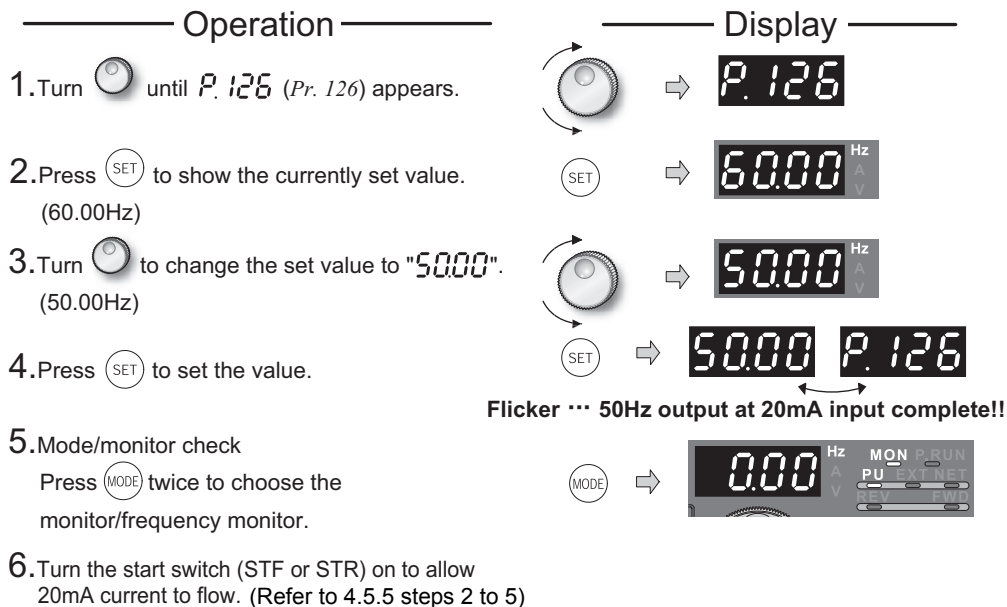 Operation
Display
1.Turn until P.126 (Pr. 126) appears.
P.126
2.Press SET to show the currently set value.
(60.00Hz)
SET
60.00 Hz
A
V
3.Turn to change the set value to "50.00".
(50.00Hz)
50.00 Hz
A
V
4.Press SET to set the value.
SET
50.00 P.126
Flicker ··· 50Hz output at 20mA input complete!!
5.Mode/monitor check
Press MODE twice to choose the
monitor/frequency monitor.
MODE
0.00 Hz
A
V
MON P.RUN
PU EXT NET
REV FWD
6.Turn the start switch (STF or STR) on to allow
20mA current to flow. (Refer to 4.5.5 steps 2 to 5)